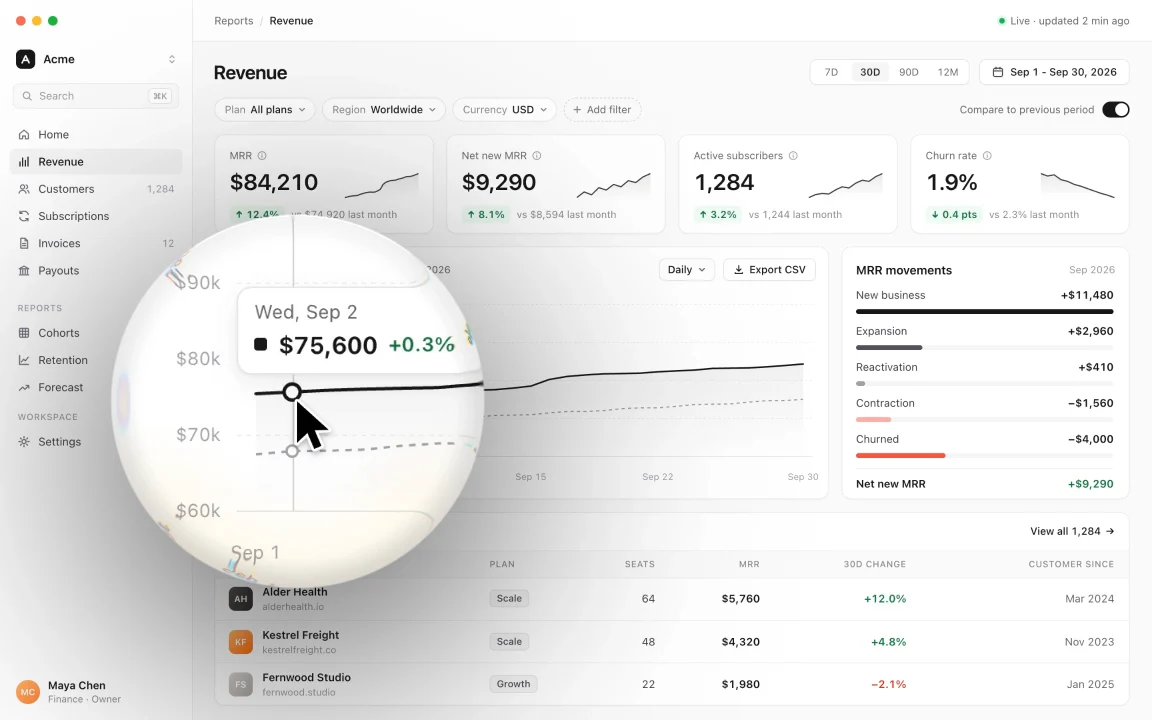 Reports / Revenue
Live · updated 2 min ago
A Acme
Search ⌘K
Home
Revenue
Customers 1,284
Subscriptions
Invoices 12
Payouts
REPORTS
Cohorts
Retention
Forecast
WORKSPACE
Settings
MC Maya Chen
Finance · Owner
Revenue
7D 30D 90D 12M
Sep 1 - Sep 30, 2026
Plan All plans
Region Worldwide
Currency USD
+ Add filter
Compare to previous period
MRR
$84,210
↑ 12.4% vs $74,920 last month
Net new MRR
$9,290
↑ 8.1% vs $8,594 last month
Active subscribers
1,284
↑ 3.2% vs 1,244 last month
Churn rate
1.9%
↓ 0.4 pts vs 2.3% last month
2026
Daily
Export CSV
$90k
Wed, Sep 2
$75,600 +0.3%
$80k
$70k
$60k
Sep 1
Sep 15
Sep 22
Sep 30
MRR movements Sep 2026
New business +$11,480
Expansion +$2,960
Reactivation +$410
Contraction −$1,560
Churned −$4,000
Net new MRR +$9,290
View all 1,284 →
PLAN SEATS MRR 30D CHANGE CUSTOMER SINCE
AH Alder Health
alderhealth.io
Scale 64 $5,760 +12.0% Mar 2024
KF Kestrel Freight
kestrelfreight.co
Scale 48 $4,320 +4.8% Nov 2023
FS Fernwood Studio
fernwood.studio
Growth 22 $1,980 −2.1% Jan 2025